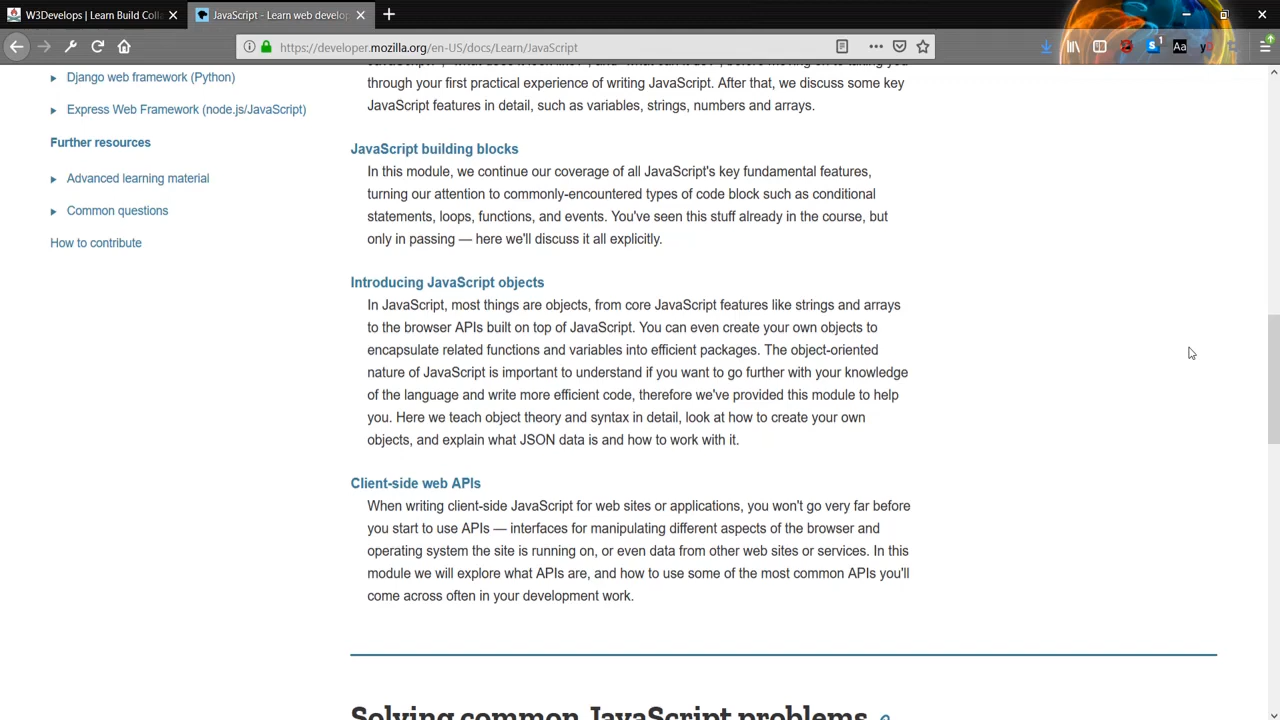 W3Develops | Learn Build Colla
JavaScript - Learn web develop
https://developer.mozilla.org/en-US/docs/Learn/JavaScript
Django web framework (Python)
Express Web Framework (node.js/JavaScript)
Further resources
Advanced learning material
Common questions
How to contribute
through your first practical experience of writing JavaScript. After that, we discuss some key
JavaScript features in detail, such as variables, strings, numbers and arrays.
JavaScript building blocks
In this module, we continue our coverage of all JavaScript's key fundamental features,
turning our attention to commonly-encountered types of code block such as conditional
statements, loops, functions, and events. You've seen this stuff already in the course, but
only in passing — here we'll discuss it all explicitly.
Introducing JavaScript objects
In JavaScript, most things are objects, from core JavaScript features like strings and arrays
to the browser APIs built on top of JavaScript. You can even create your own objects to
encapsulate related functions and variables into efficient packages. The object-oriented
nature of JavaScript is important to understand if you want to go further with your knowledge
of the language and write more efficient code, therefore we've provided this module to help
you. Here we teach object theory and syntax in detail, look at how to create your own
objects, and explain what JSON data is and how to work with it.
Client-side web APIs
When writing client-side JavaScript for web sites or applications, you won't go very far before
you start to use APIs — interfaces for manipulating different aspects of the browser and
operating system the site is running on, or even data from other web sites or services. In this
module we will explore what APIs are, and how to use some of the most common APIs you'll
come across often in your development work.
Solving common JavaScript problems